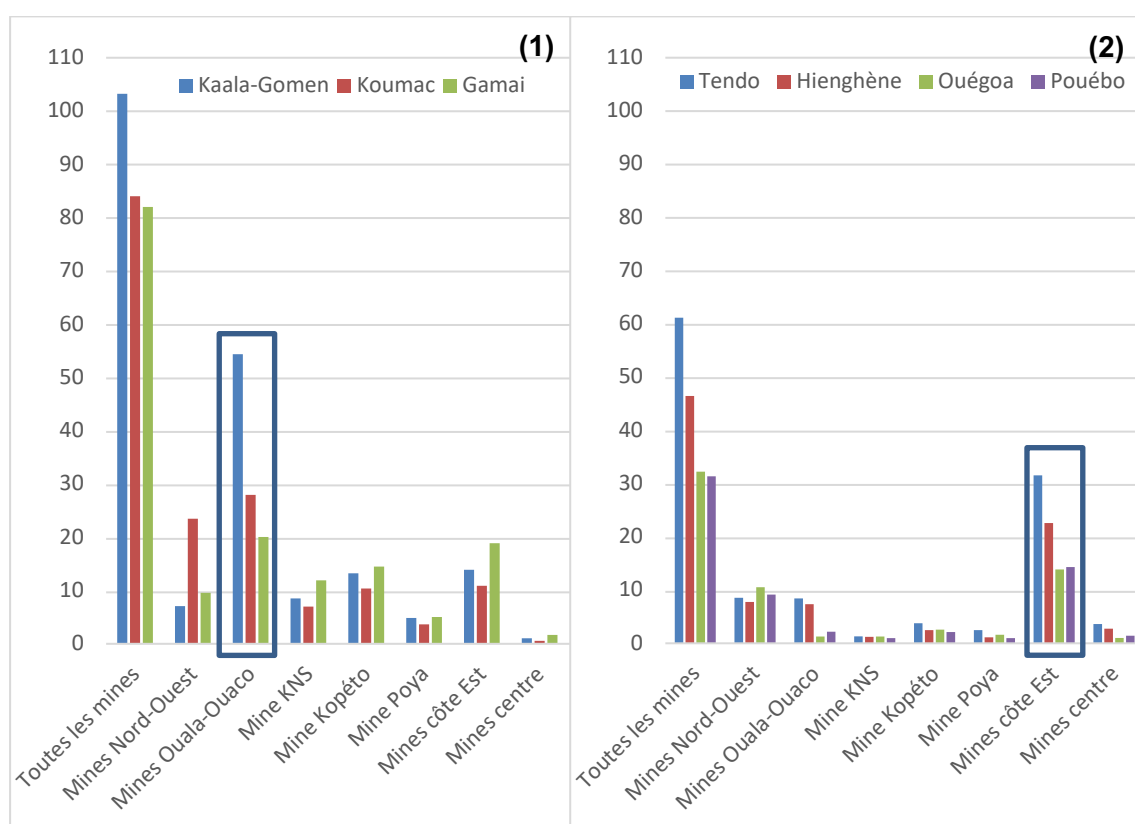 (1)
Kaala-Gomen Koumac Gamai
110
100
90
80
70
60
50
40
30
20
10
0
Toutes les mines
Mines Nord-Ouest
Mines Ouala-Ouaco
Mine KNS
Mine Kopéto
Mine Poya
Mines côte Est
Mines centre
(2)
Tendo Hienghène Ouégoa Pouébo
110
100
90
80
70
60
50
40
30
20
10
0
Toutes les mines
Mines Nord-Ouest
Mines Ouala-Ouaco
Mine KNS
Mine Kopéto
Mine Poya
Mines côte Est
Mines centre